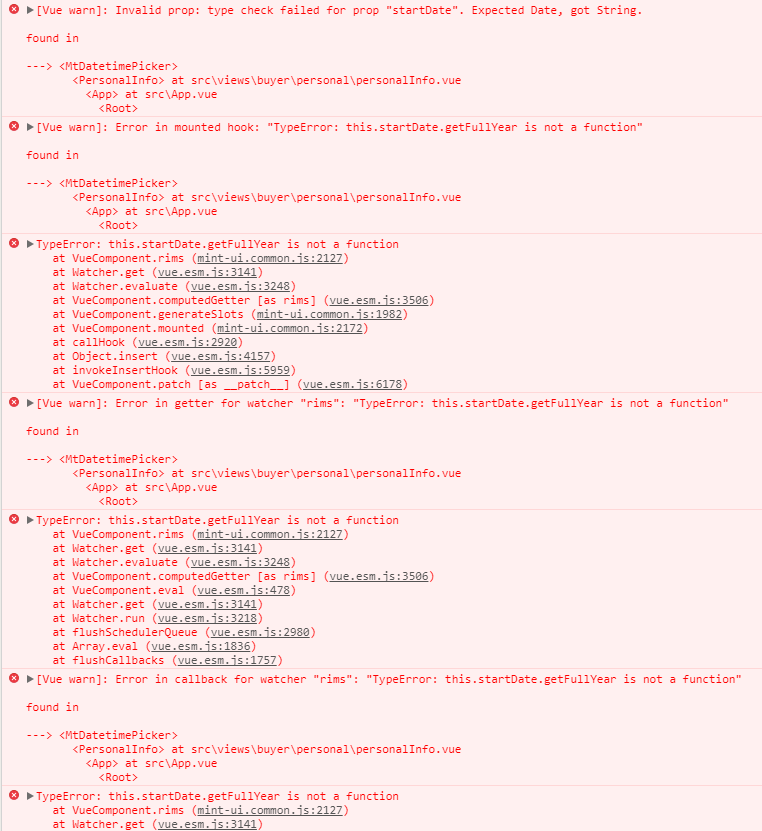 [Vue warn]: Invalid prop: type check failed for prop "startDate". Expected Date, got String.
found in
---> <MtDatetimePicker>
<PersonalInfo> at src\views\buyer\personal\personalInfo.vue
<App> at src\App.vue
<Root>
[Vue warn]: Error in mounted hook: "TypeError: this.startDate.getFullYear is not a function"
found in
---> <MtDatetimePicker>
<PersonalInfo> at src\views\buyer\personal\personalInfo.vue
<App> at src\App.vue
<Root>
TypeError: this.startDate.getFullYear is not a function
at VueComponent.rims (mint-ui.common.js:2127)
at Watcher.get (vue.esm.js:3141)
at Watcher.evaluate (vue.esm.js:3248)
at VueComponent.computedGetter [as rims] (vue.esm.js:3506)
at VueComponent.generateSlots (mint-ui.common.js:1982)
at VueComponent.mounted (mint-ui.common.js:2172)
at callHook (vue.esm.js:2920)
at Object.insert (vue.esm.js:4157)
at invokeInsertHook (vue.esm.js:5959)
at VueComponent.patch [as __patch__] (vue.esm.js:6178)
[Vue warn]: Error in getter for watcher "rims": "TypeError: this.startDate.getFullYear is not a function"
found in
---> <MtDatetimePicker>
<PersonalInfo> at src\views\buyer\personal\personalInfo.vue
<App> at src\App.vue
<Root>
TypeError: this.startDate.getFullYear is not a function
at VueComponent.rims (mint-ui.common.js:2127)
at Watcher.get (vue.esm.js:3141)
at Watcher.evaluate (vue.esm.js:3248)
at VueComponent.computedGetter [as rims] (vue.esm.js:3506)
at VueComponent.eval (vue.esm.js:478)
at Watcher.get (vue.esm.js:3141)
at Watcher.run (vue.esm.js:3218)
at flushSchedulerQueue (vue.esm.js:2980)
at Array.eval (vue.esm.js:1836)
at flushCallbacks (vue.esm.js:1757)
[Vue warn]: Error in callback for watcher "rims": "TypeError: this.startDate.getFullYear is not a function"
found in
---> <MtDatetimePicker>
<PersonalInfo> at src\views\buyer\personal\personalInfo.vue
<App> at src\App.vue
<Root>
TypeError: this.startDate.getFullYear is not a function
at VueComponent.rims (mint-ui.common.js:2127)
at Watcher.get (vue.esm.js:3141)